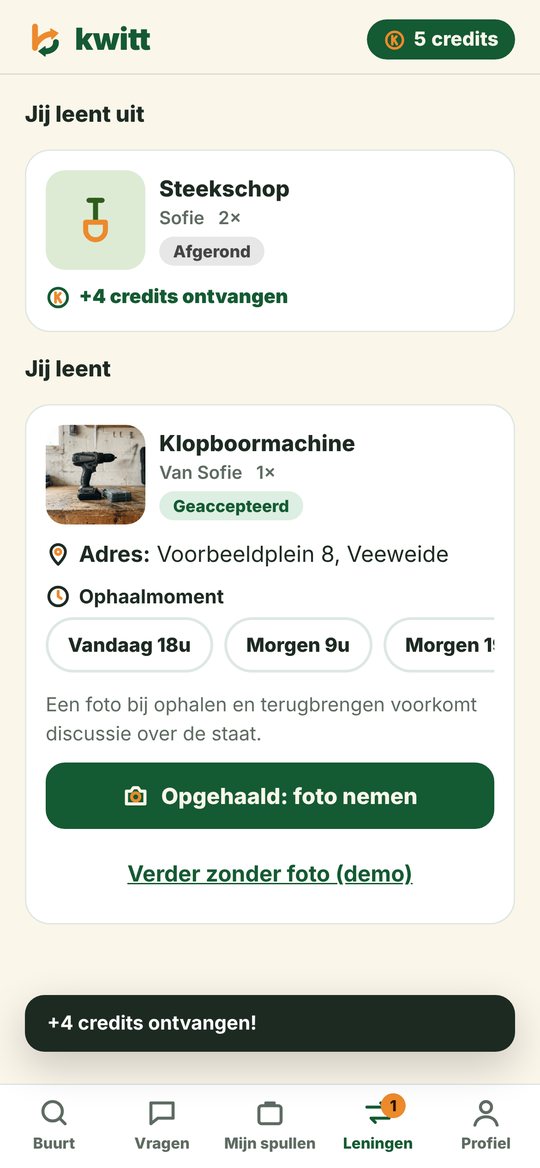 kwitt
5 credits
Jij leent uit
Steekschop
Sofie 2×
Afgerond
+4 credits ontvangen
Jij leent
Klopboormachine
Van Sofie 1×
Geaccepteerd
Adres: Voorbeeldplein 8, Veeweide
Ophaalmoment
Vandaag 18u
Morgen 9u
Morgen
Een foto bij ophalen en terugbrengen voorkomt
discussie over de staat.
Opgehaald: foto nemen
Verder zonder foto (demo)
+4 credits ontvangen!
1
Buurt
Vragen
Mijn spullen
Leningen
Profiel